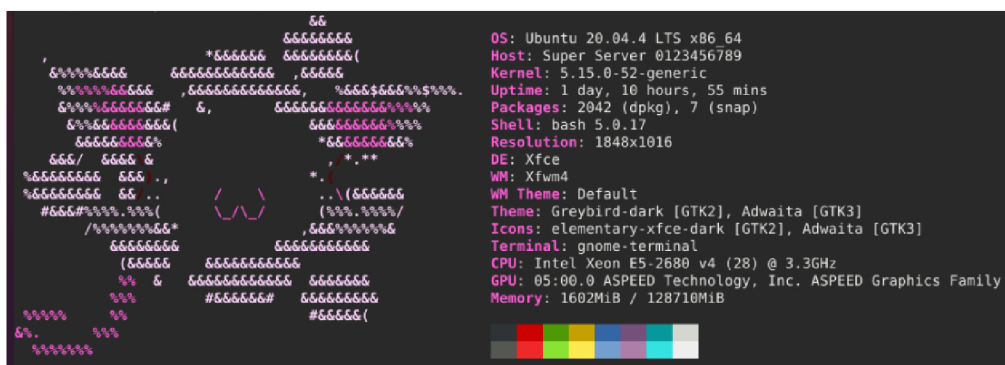 OS: Ubuntu 20.04.4 LTS x86_64
Host: Super Server 0123456789
Kernel: 5.15.0-52-generic
Uptime: 1 day, 10 hours, 55 mins
Packages: 2042 (dpkg), 7 (snap)
Shell: bash 5.0.17
Resolution: 1848x1016
DE: Xfce
WM: Xfwm4
WM Theme: Default
Theme: Greybird-dark [GTK2], Adwaita [GTK3]
Icons: elementary-xfce-dark [GTK2], Adwaita [GTK3]
Terminal: gnome-terminal
CPU: Intel Xeon E5-2680 v4 (28) @ 3.3GHz
GPU: 05:00.0 ASPEED Technology, Inc. ASPEED Graphics Family
Memory: 1602MiB / 128710MiB